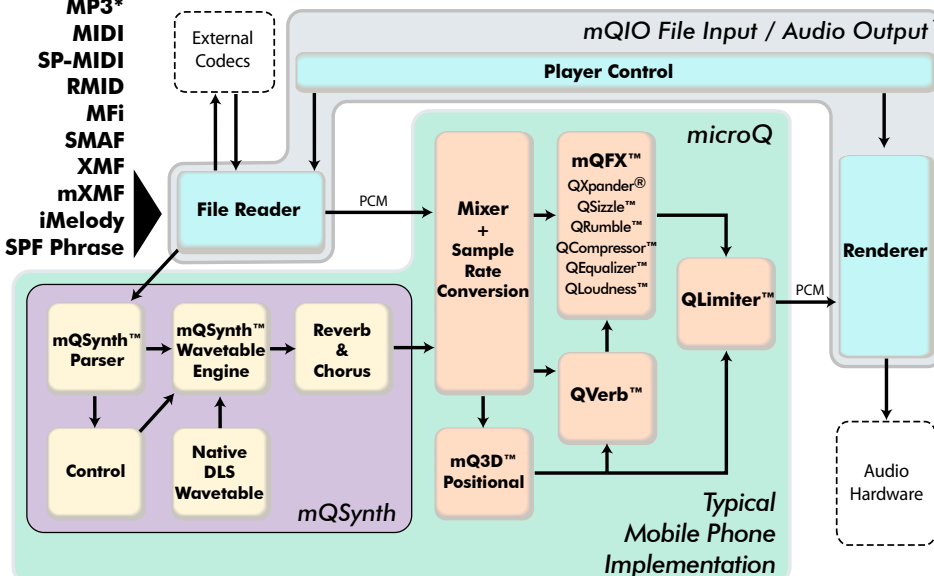 MP3*
MIDI
SP-MIDI
RMID
MFi
SMAF
XMF
mXMF
iMelody
SPF Phrase
External
Codecs
mQIO File Input / Audio Output
Player Control
microQ
File Reader
PCM
Mixer
+
Sample
Rate
Conversion
mQFX™
QXpander®
QSizzle™
QRumble™
QCompressor™
QEqualizer™
QLoudness™
QLimiter™
PCM
Renderer
mQSynth™
Parser
mQSynth™
Wavetable
Engine
Reverb
&
Chorus
QVerb™
Control
Native
DLS
Wavetable
mQ3D™
Positional
mQSynth
Audio
Hardware
Typical
Mobile Phone
Implementation